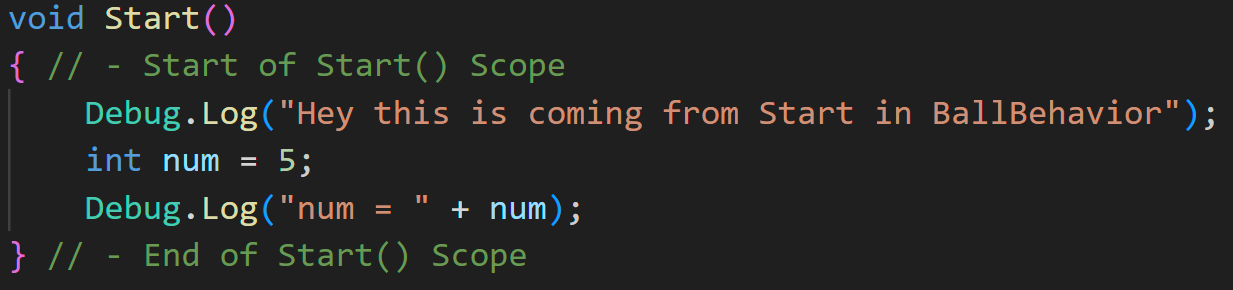 void Start()
{ // - Start of Start() Scope
    Debug.Log("Hey this is coming from Start in BallBehavior");
    int num = 5;
    Debug.Log("num = " + num);
} // - End of Start() Scope